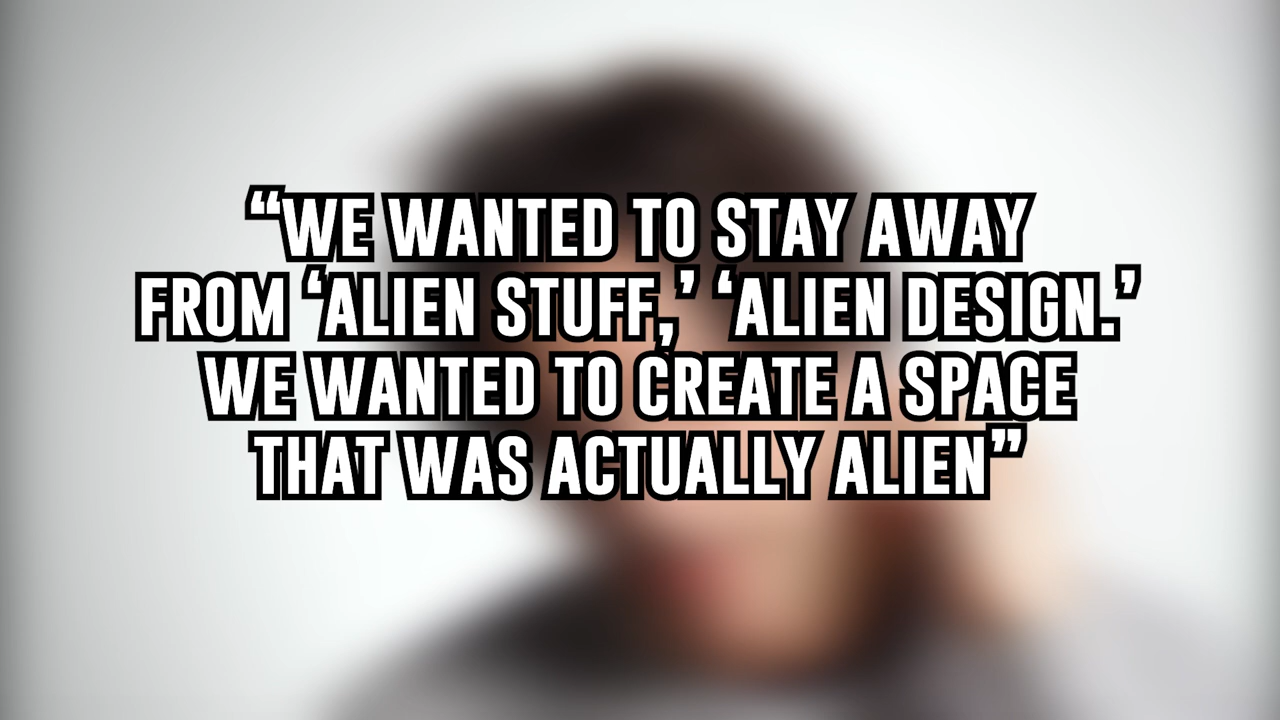 “WE WANTED TO STAY AWAY
FROM ‘ALIEN STUFF,’ ‘ALIEN DESIGN.’
WE WANTED TO CREATE A SPACE
THAT WAS ACTUALLY ALIEN”